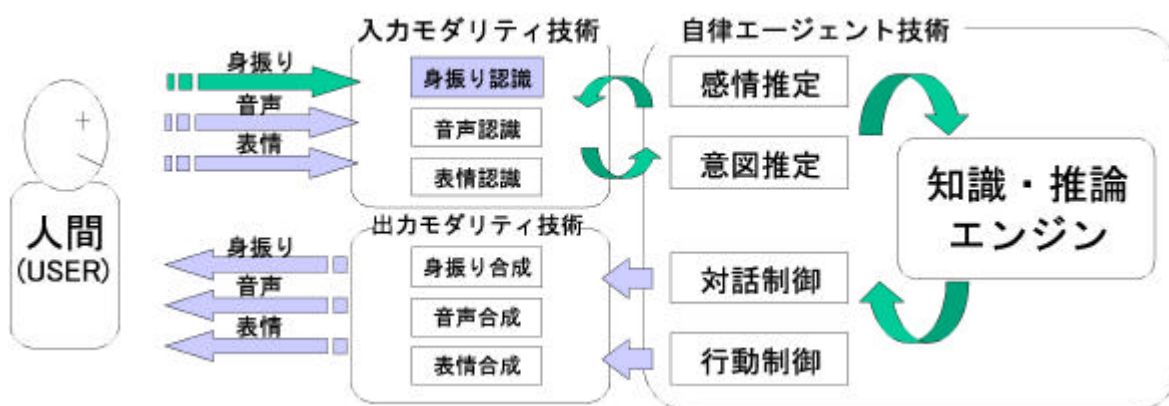 入力モダリティ技術
自律エージェント技術
身振り
音声
表情
身振り認識
音声認識
表情認識
感情推定
意図推定
知識・推論
エンジン
人間
(USER)
出力モダリティ技術
身振り
音声
表情
身振り合成
音声合成
表情合成
対話制御
行動制御